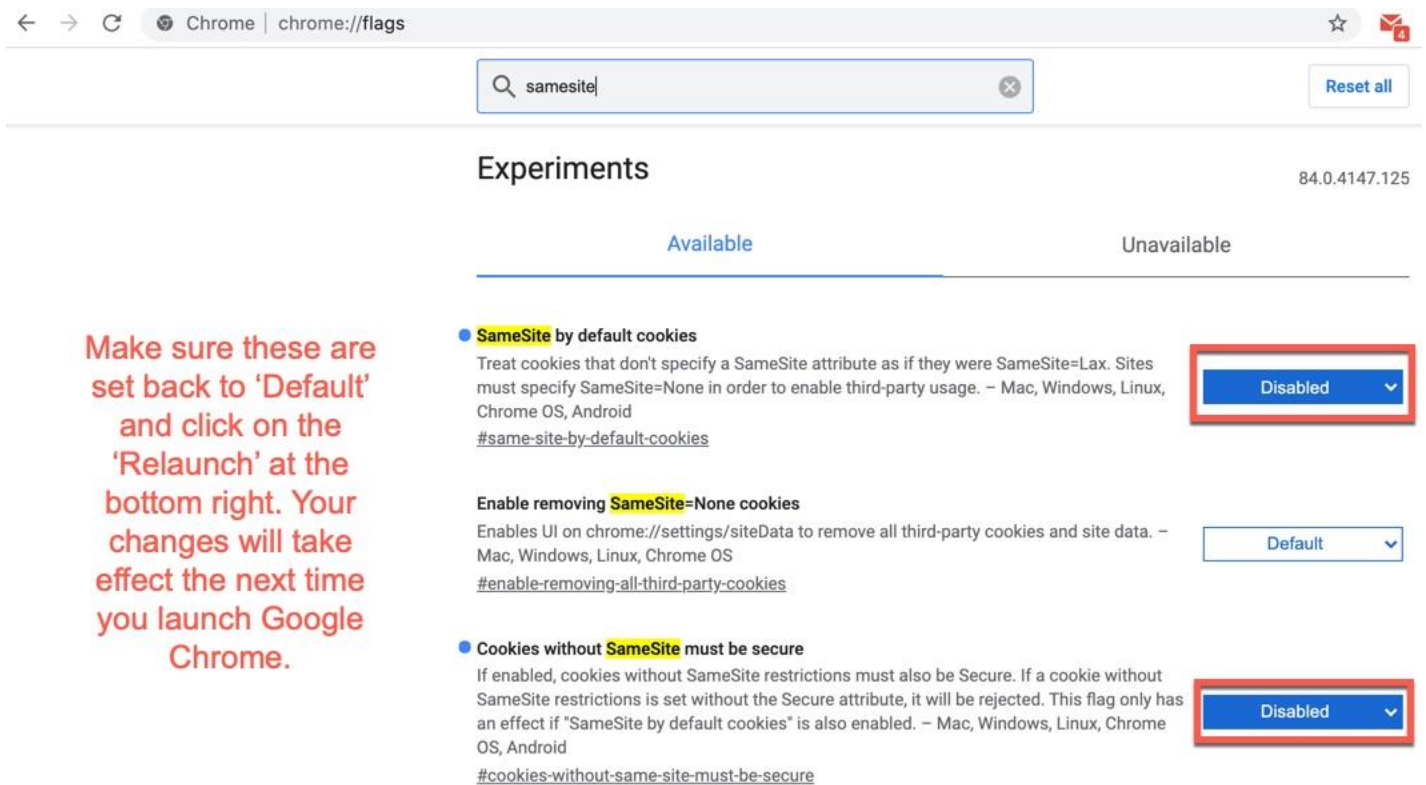 Chrome | chrome://flags
4
samesite
Reset all
Experiments
84.0.4147.125
Available
Unavailable
Make sure these are
set back to ‘Default’
and click on the
‘Relaunch’ at the
bottom right. Your
changes will take
effect the next time
you launch Google
Chrome.
SameSite by default cookies
Treat cookies that don't specify a SameSite attribute as if they were SameSite=Lax. Sites
must specify SameSite=None in order to enable third-party usage. – Mac, Windows, Linux,
Chrome OS, Android
#same-site-by-default-cookies
Disabled
Enable removing SameSite=None cookies
Enables UI on chrome://settings/siteData to remove all third-party cookies and site data. –
Mac, Windows, Linux, Chrome OS
#enable-removing-all-third-party-cookies
Default
Cookies without SameSite must be secure
If enabled, cookies without SameSite restrictions must also be Secure. If a cookie without
SameSite restrictions is set without the Secure attribute, it will be rejected. This flag only has
an effect if "SameSite by default cookies" is also enabled. – Mac, Windows, Linux, Chrome
OS, Android
#cookies-without-same-site-must-be-secure
Disabled